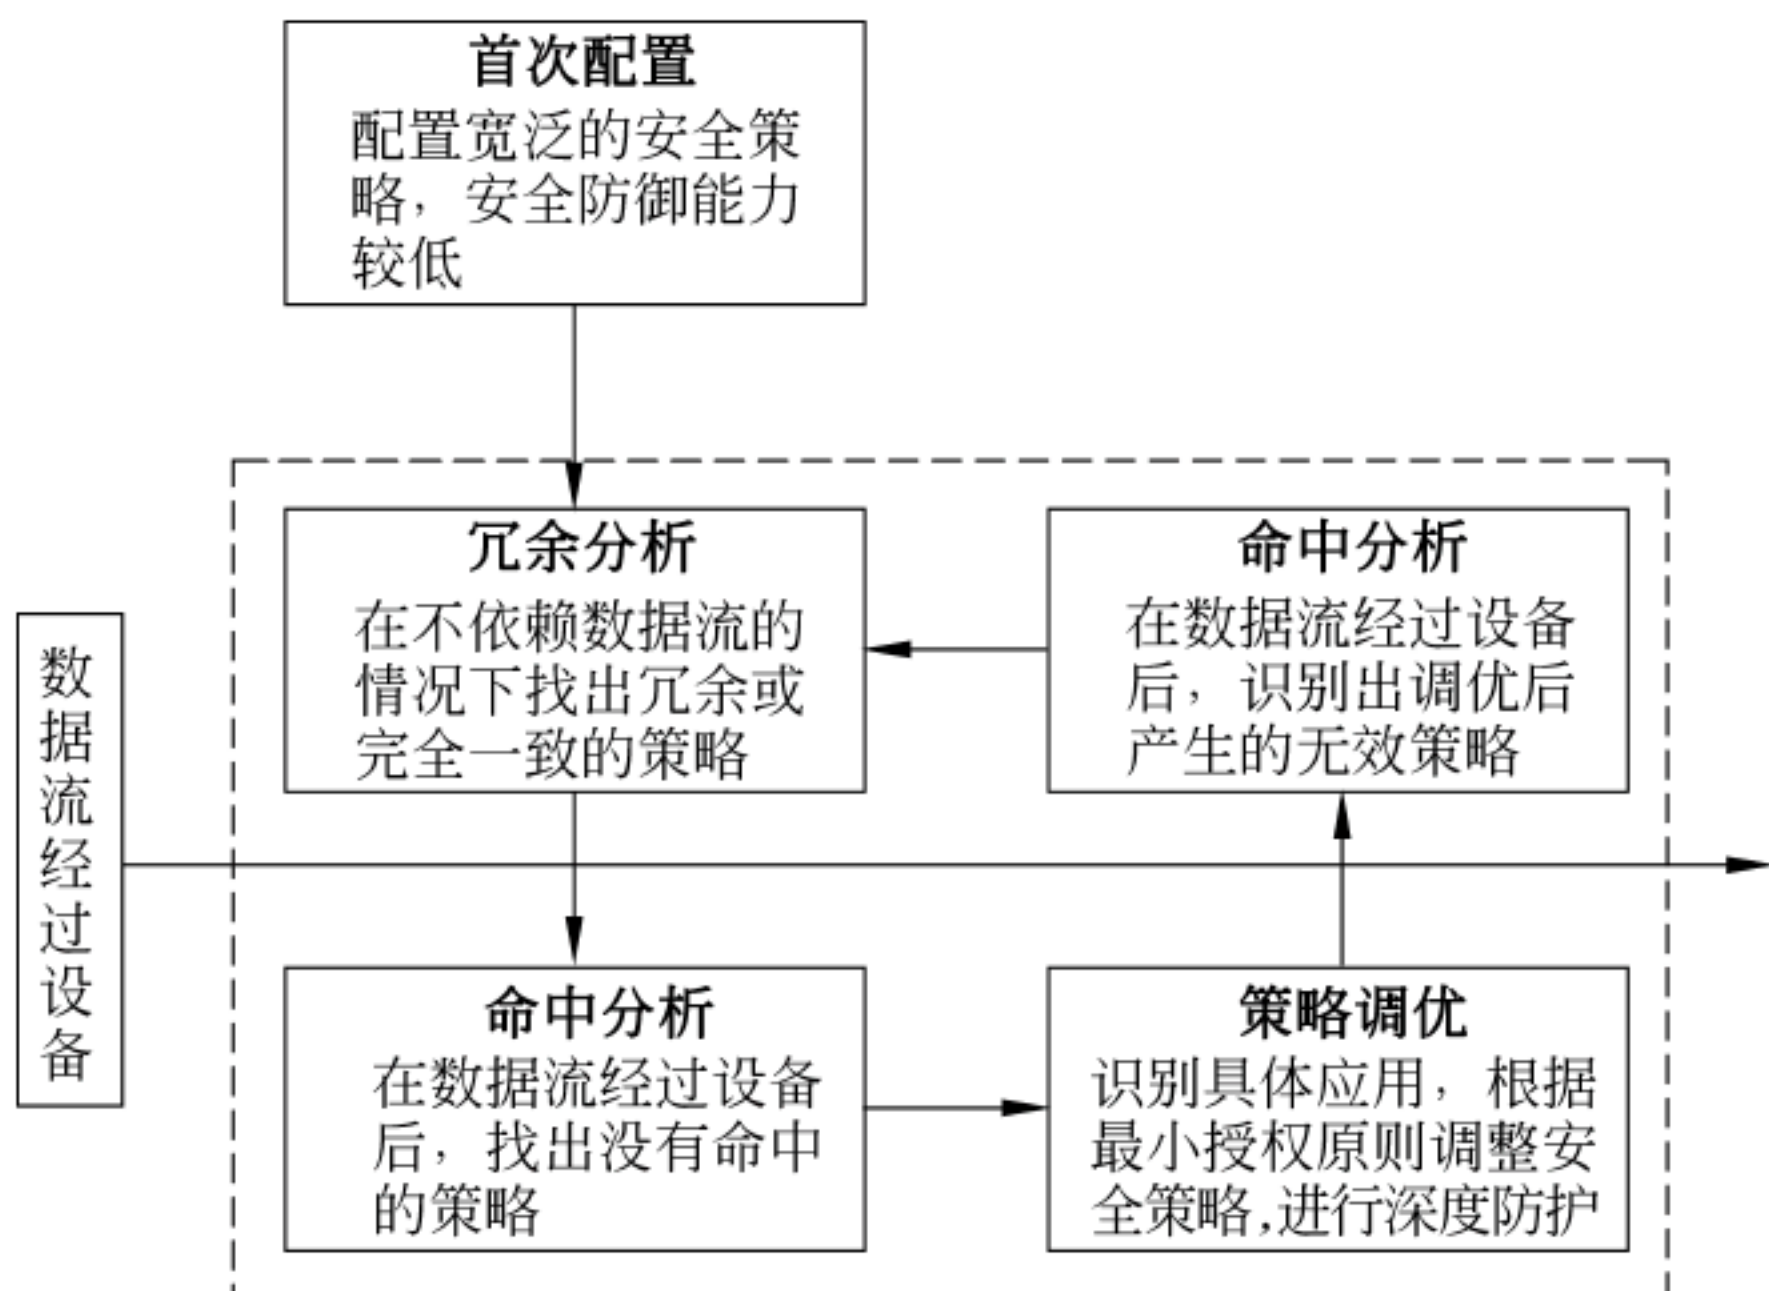 首次配置
配置宽泛的安全策
略，安全防御能力
较低
冗余分析
在不依赖数据流的
情况下找出冗余或
完全一致的策略
命中分析
在数据流经过设备
后，识别出调优后
产生的无效策略
数据流经过设备
命中分析
在数据流经过设备
后，找出没有命中
的策略
策略调优
识别具体应用，根据
最小授权原则调整安
全策略,进行深度防护